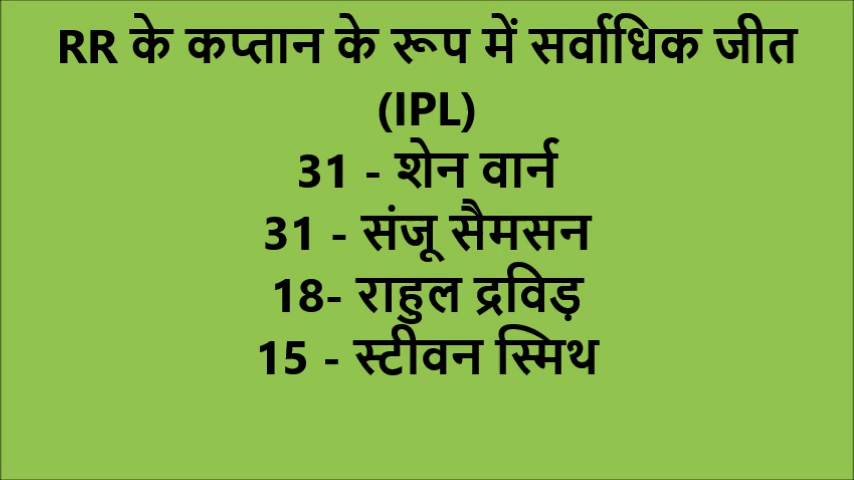 RR के कप्तान के रूप में सर्वाधिक जीत
(IPL)
31 - शेन वार्न
31 - संजू सैमसन
18- राहुल द्रविड़
15 - स्टीवन स्मिथ